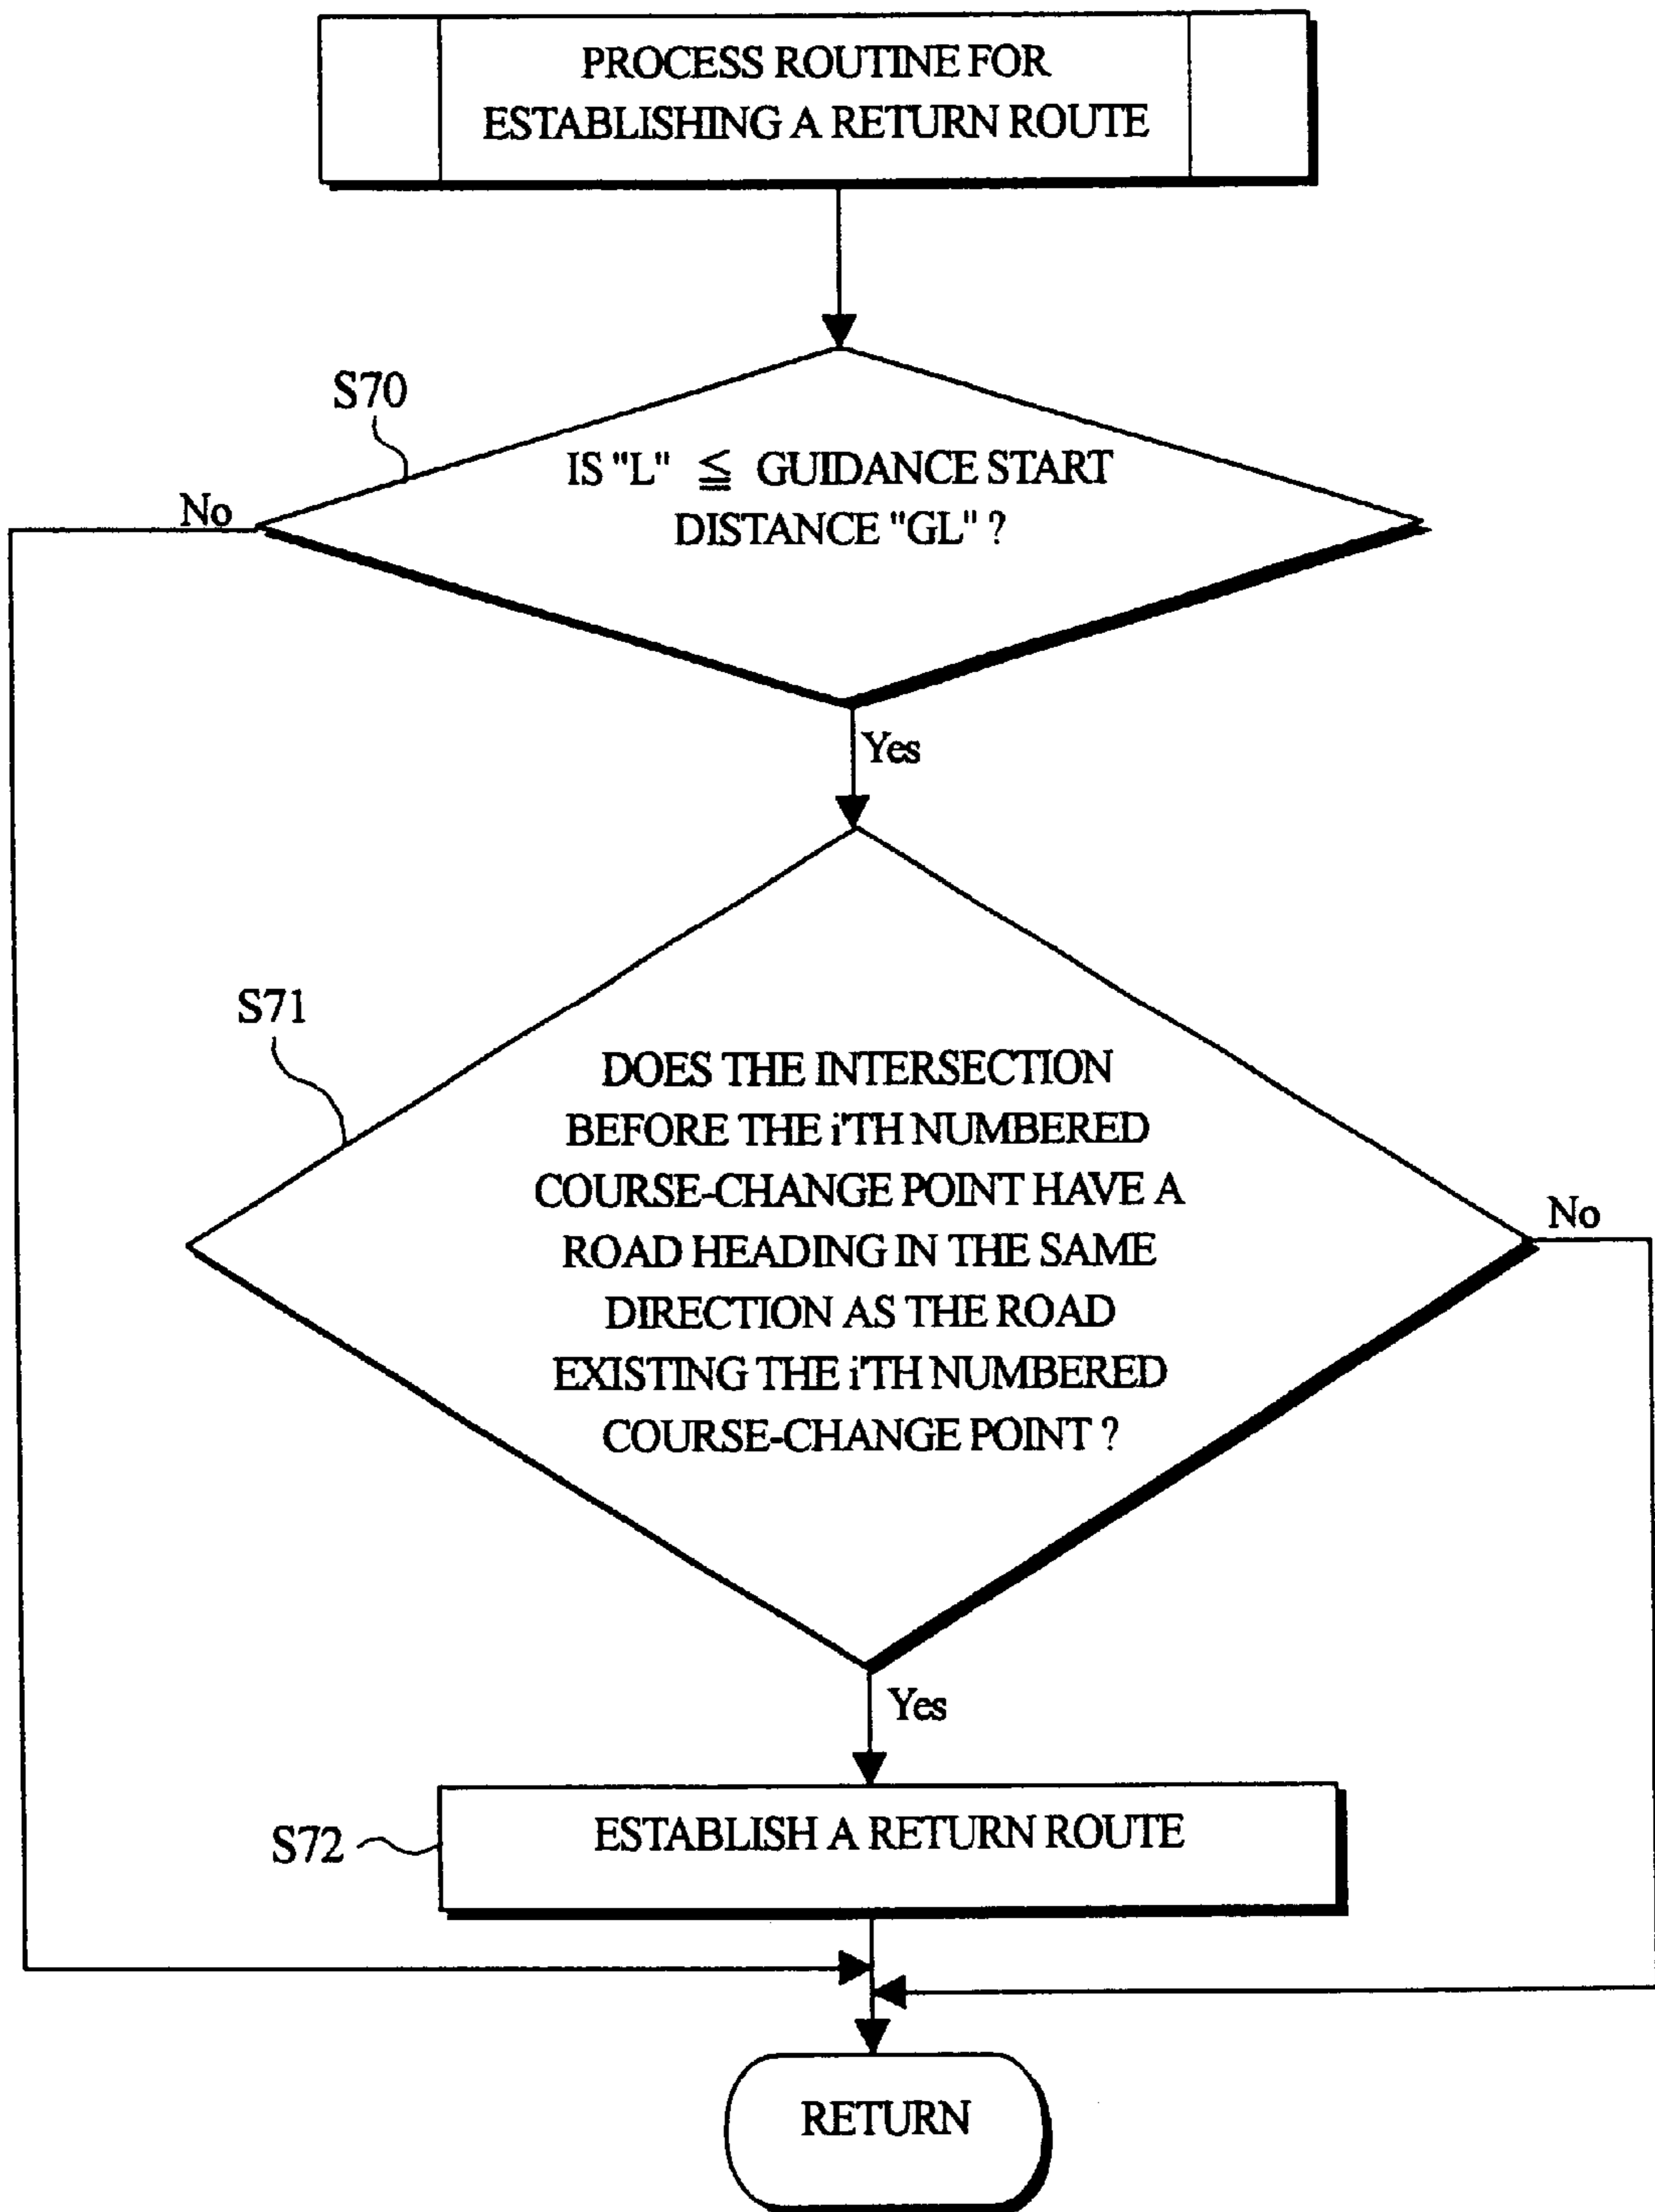 PROCESS ROUTINE FOR
ESTABLISHING A RETURN ROUTE
S70
IS "L" ≦ GUIDANCE START
DISTANCE "GL" ?
No
Yes
S71
DOES THE INTERSECTION
BEFORE THE i'TH NUMBERED
COURSE-CHANGE POINT HAVE A
ROAD HEADING IN THE SAME
DIRECTION AS THE ROAD
EXISTING THE i'TH NUMBERED
COURSE-CHANGE POINT ?
No
Yes
S72
ESTABLISH A RETURN ROUTE
RETURN